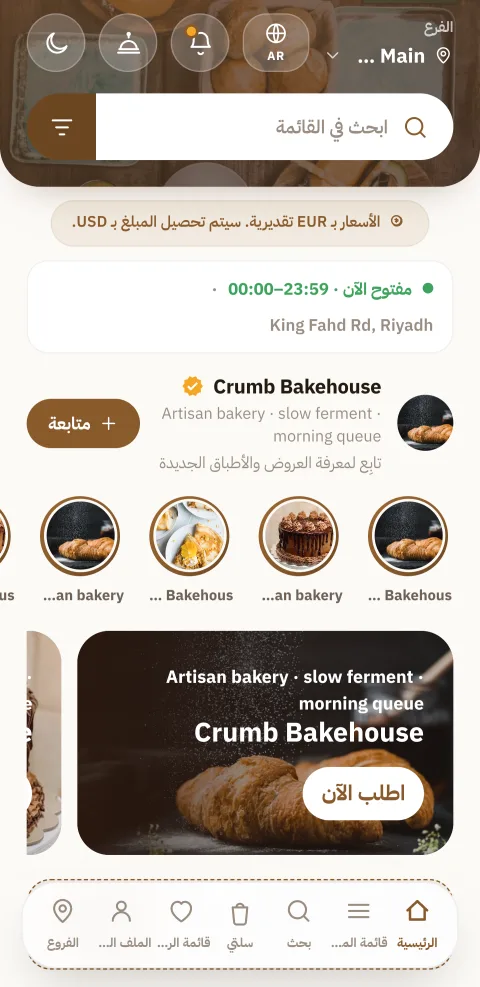 الفرع
Main ...
AR
ابحث في القائمة
الأسعار بـ EUR تقديرية. سيتم تحصيل المبلغ بـ USD.
مفتوح الآن · 00:00–23:59 ·
King Fahd Rd, Riyadh
Crumb Bakehouse
Artisan bakery · slow ferment ·
morning queue
تابِع لمعرفة العروض والأطباق الجديدة
متابعة
... Bakehous
...an bakery
... Bakehous
...an bakery
us
Artisan bakery · slow ferment ·
morning queue
Crumb Bakehouse
اطلب الآن
الرئيسية
قائمة المـ...
بحث
سلتي
قائمة الر...
الملف الـ...
الفروع